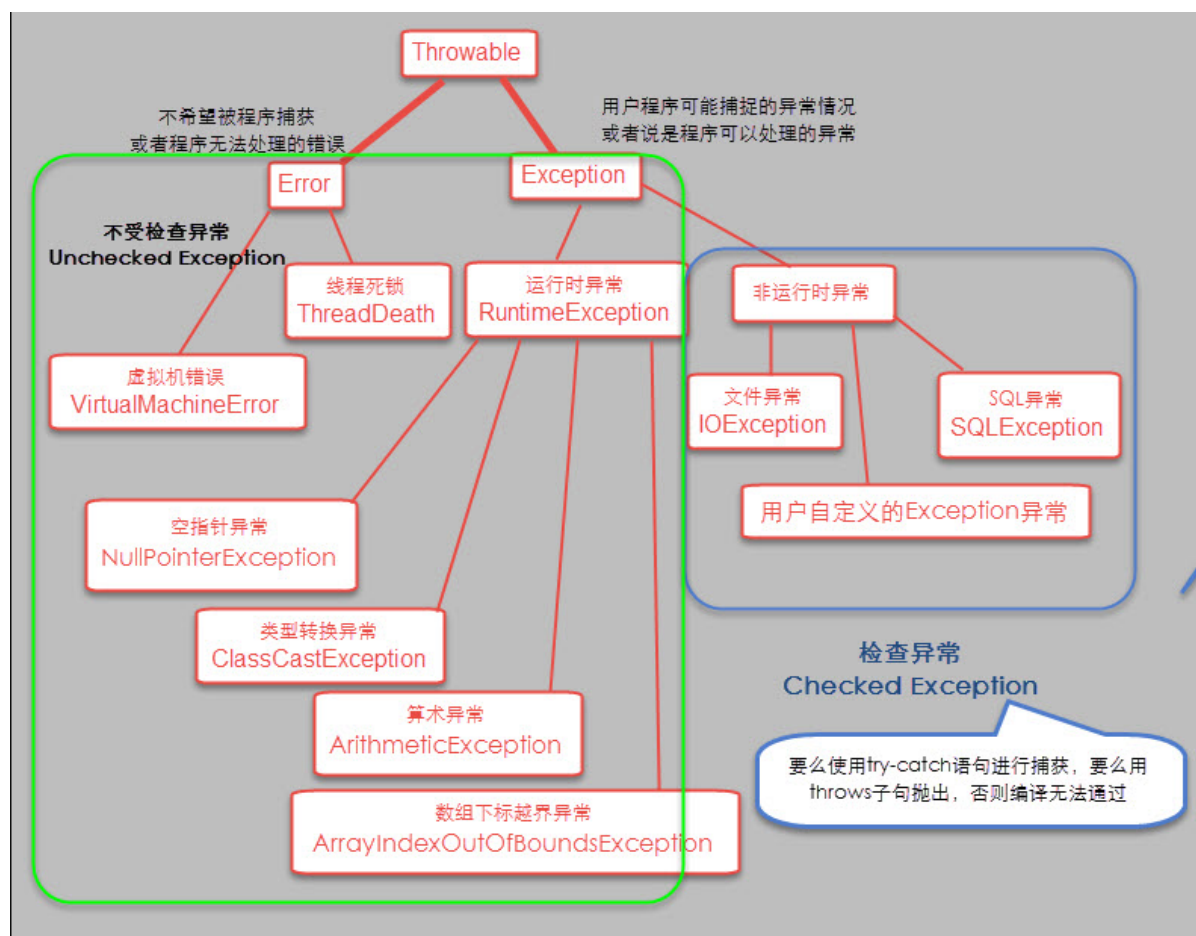 Throwable
不希望被程序捕获
或者程序无法处理的错误
用户程序可能捕捉的异常情况
或者说是程序可以处理的异常
Error
Exception
不受检查异常
Unchecked Exception
线程死锁
ThreadDeath
运行时异常
RuntimeException
非运行时异常
虚拟机错误
VirtualMachineError
文件异常
IOException
SQL异常
SQLException
空指针异常
NullPointerException
用户自定义的Exception异常
类型转换异常
ClassCastException
检查异常
Checked Exception
算术异常
ArithmeticException
要么使用try-catch语句进行捕获，要么用
throws子句抛出，否则编译无法通过
数组下标越界异常
ArrayIndexOutOfBoundsException